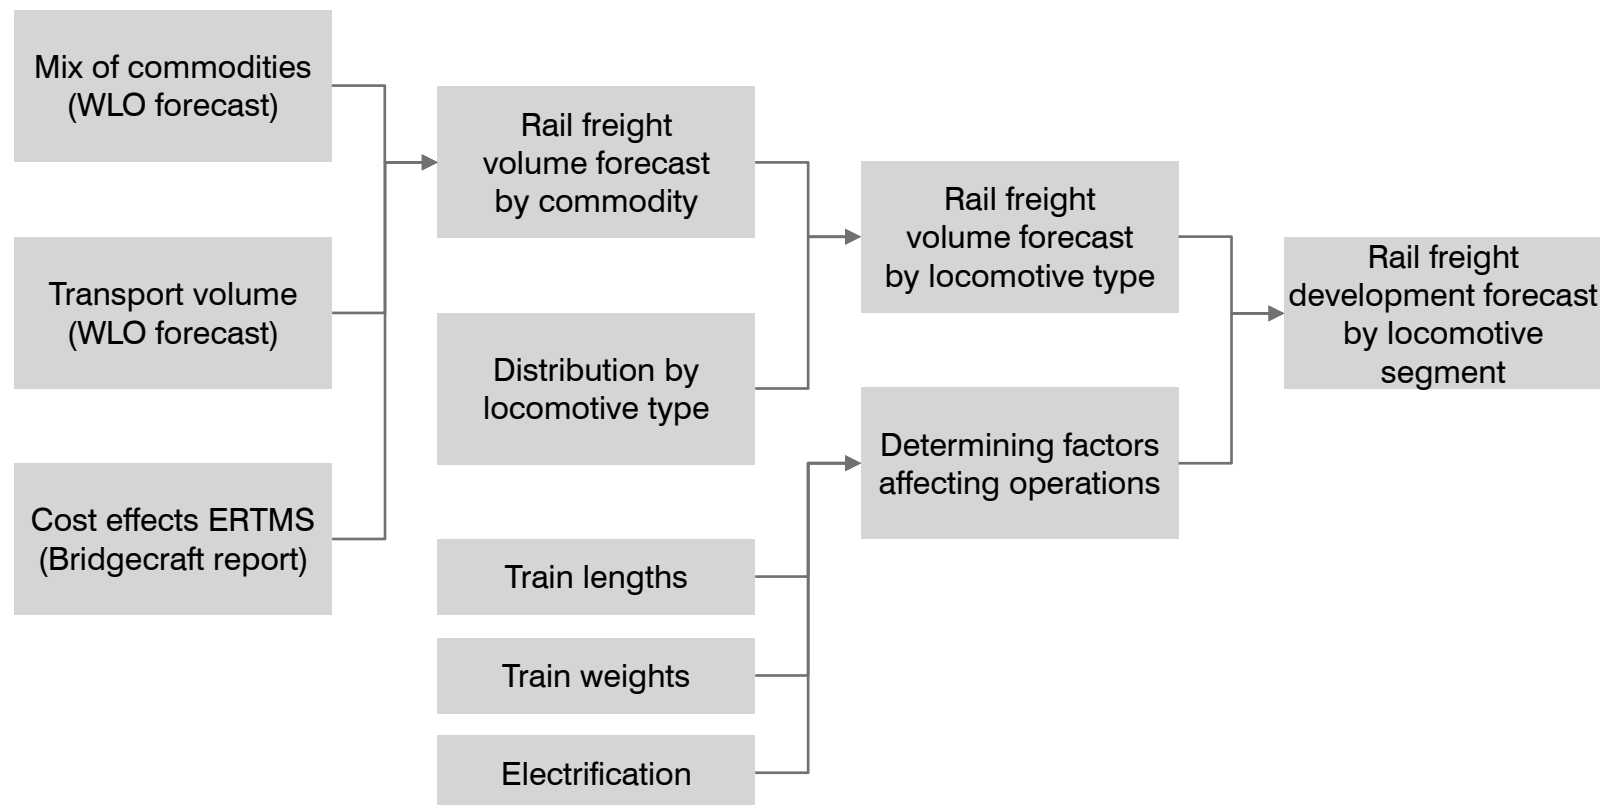 Mix of commodities
(WLO forecast)
Transport volume
(WLO forecast)
Cost effects ERTMS
(Bridgecraft report)
Rail freight
volume forecast
by commodity
Distribution by
locomotive type
Train lengths
Train weights
Electrification
Rail freight
volume forecast
by locomotive type
Determining factors
affecting operations
Rail freight
development forecast
by locomotive
segment